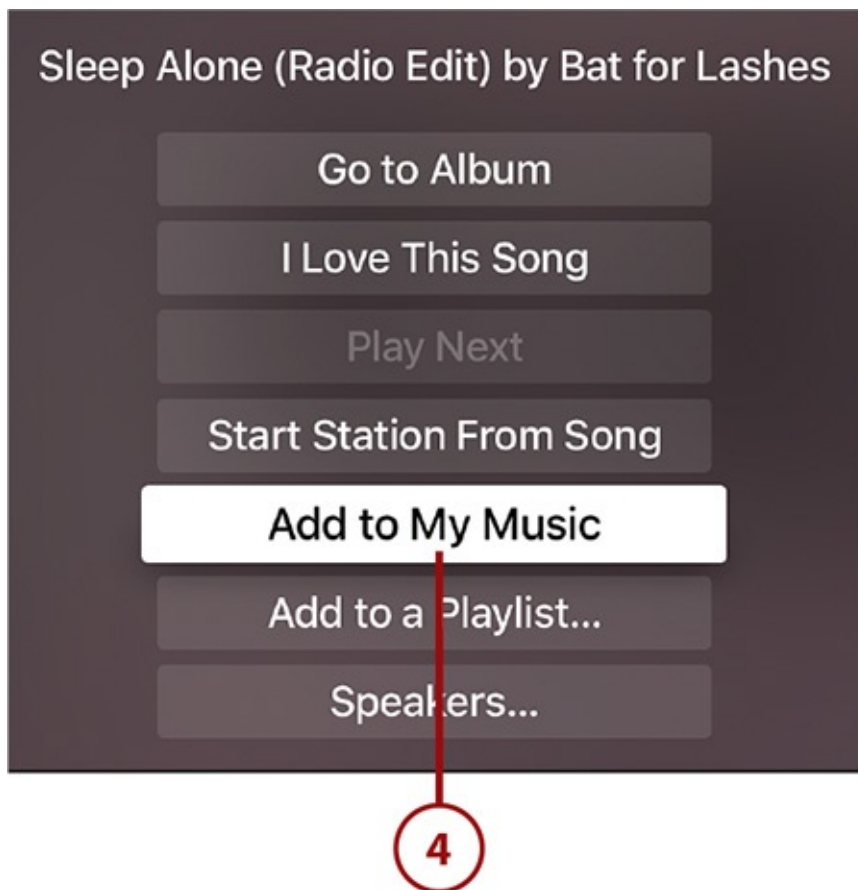 Sleep Alone (Radio Edit) by Bat for Lashes
Go to Album
I Love This Song
Play Next
Start Station From Song
Add to My Music
Add to a Playlist...
Speakers...
4